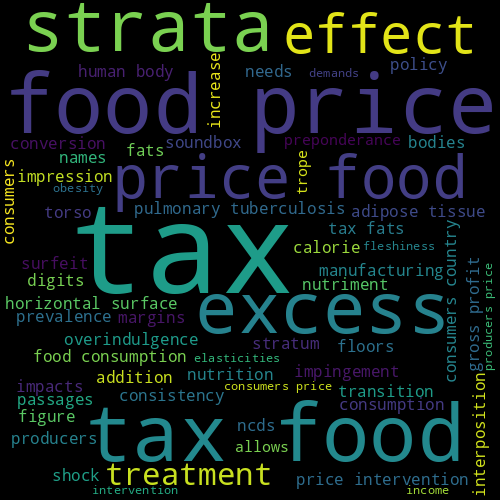 strata effect
human body increase needs demands policy
food price
conversion soundbox preponderance bodies
names fats
consumers impression obesity price food trope
torso pulmonary tuberculosis adipose tissue
tax tax fats
calorie fleshiness
surfeit manufacturing
digits nutriment consumers country gross profit producers price
horizontal surface excess
prevalence margins
overindulgence stratum floors
food consumption elasticities
addition nutrition impingement
impacts consumers price transition
passages consistency consumption interposition
figure tax food
producers ncds
allows
shock treatment price intervention
intervention income